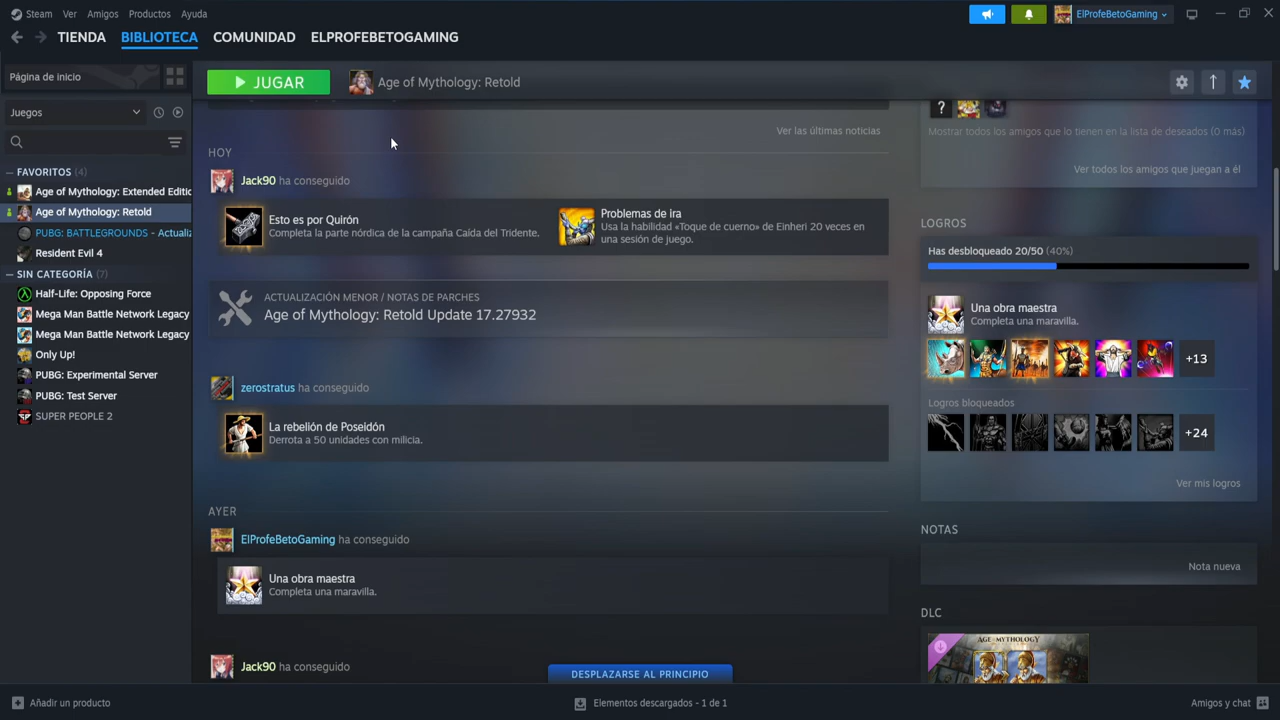 Steam Ver Amigos Productos Ayuda
ElProfeBetoGaming
TIENDA BIBLIOTECA COMUNIDAD ELPROFEBETOGAMING
Página de inicio
JUGAR
Age of Mythology: Retold
Juegos
FAVORITOS (4)
Age of Mythology: Extended Editio
Age of Mythology: Retold
PUBG: BATTLEGROUNDS - Actualiz
Resident Evil 4
SIN CATEGORÍA (7)
Half-Life: Opposing Force
Mega Man Battle Network Legacy
Mega Man Battle Network Legacy
Only Up!
PUBG: Experimental Server
PUBG: Test Server
SUPER PEOPLE 2
Ver las últimas noticias
HOY
Jack90 ha conseguido
Esto es por Quirón
Completa la parte nórdica de la campaña Caída del Tridente.
Problemas de ira
Usa la habilidad «Toque de cuerno» de Einheri 20 veces en
una sesión de juego.
ACTUALIZACIÓN MENOR / NOTAS DE PARCHES
Age of Mythology: Retold Update 17.27932
zerostratus ha conseguido
La rebelión de Poseidón
Derrota a 50 unidades con milicia.
AYER
ElProfeBetoGaming ha conseguido
Una obra maestra
Completa una maravilla.
Jack90 ha conseguido
DESPLAZARSE AL PRINCIPIO
?
Mostrar todos los amigos que lo tienen en la lista de deseados (0 más)
Ver todos los amigos que juegan a él
LOGROS
Has desbloqueado 20/50 (40%)
Una obra maestra
Completa una maravilla.
+13
Logros bloqueados
+24
Ver mis logros
NOTAS
Nota nueva
DLC
AGE OF MYTHOLOGY
Añadir un producto
Elementos descargados - 1 de 1
Amigos y chat